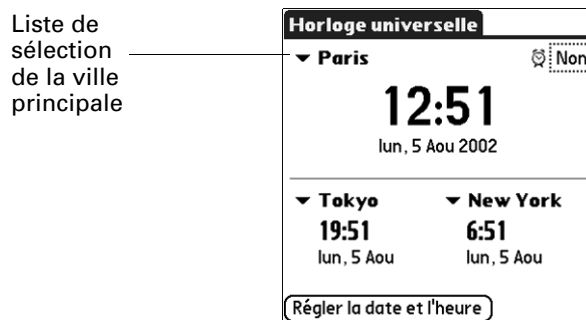 Liste de
sélection
de la ville
principale
Horloge universelle
Paris
Non
12:51
lun, 5 Aou 2002
Tokyo New York
19:51 6:51
lun, 5 Aou lun, 5 Aou
Régler la date et l'heure